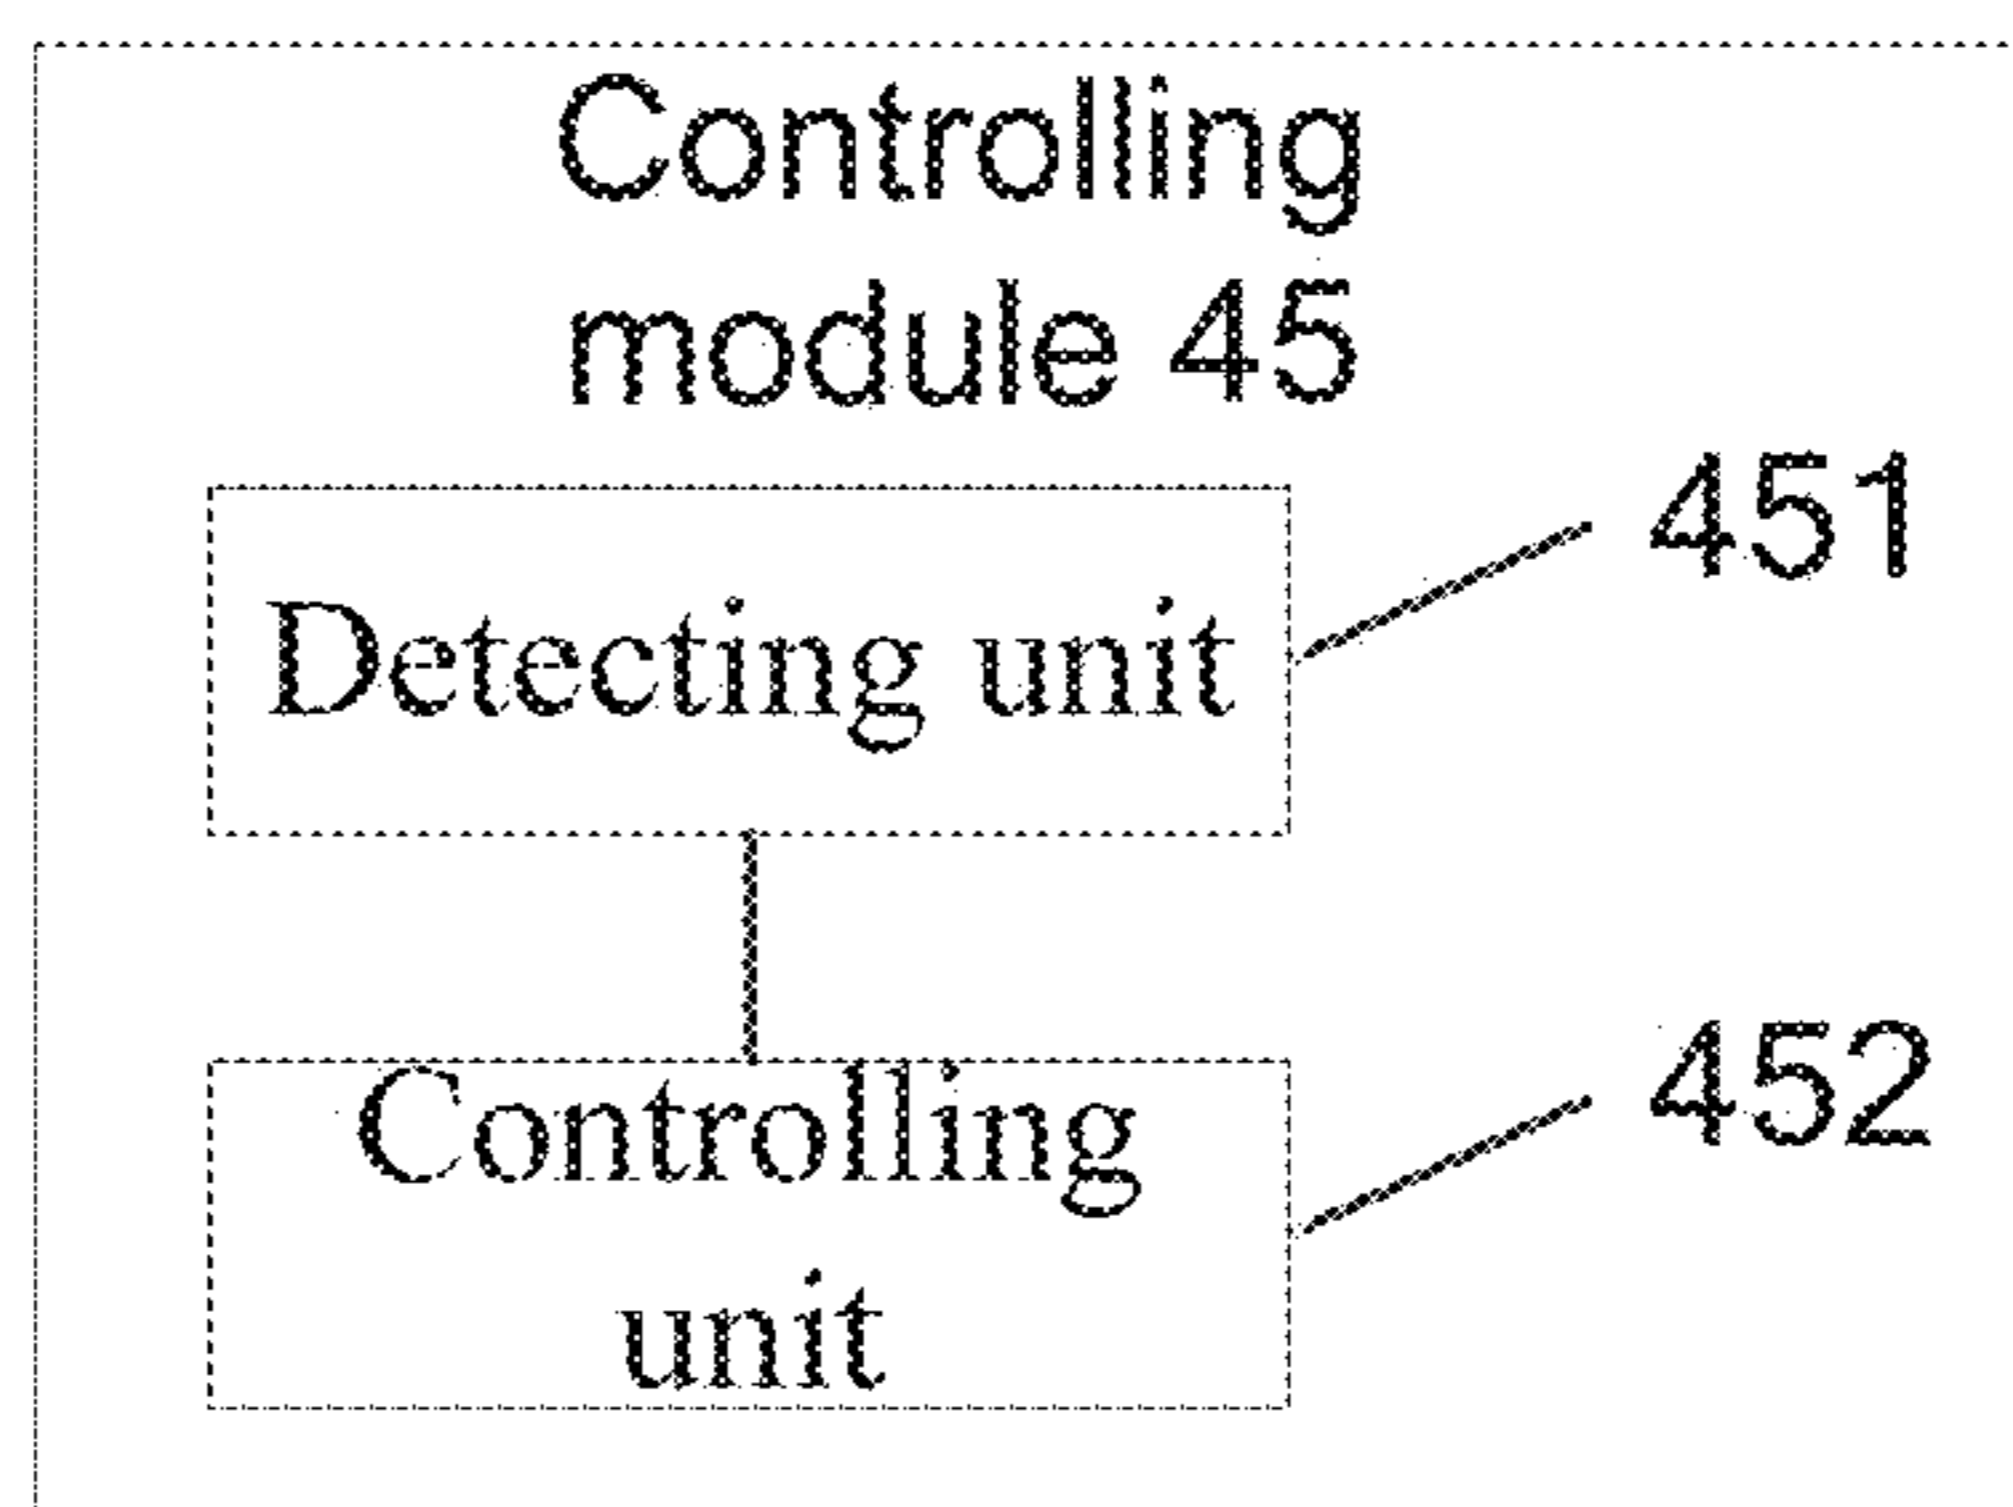 Controlling
module 45
451
Detecting unit
452
Controlling
unit